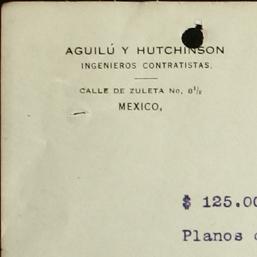 AGUILÚ Y HUTCHINSON
INGENIEROS CONTRATISTAS.
CALLE DE ZULETA No, 8½
MEXICO,
$ 125.00
Planos